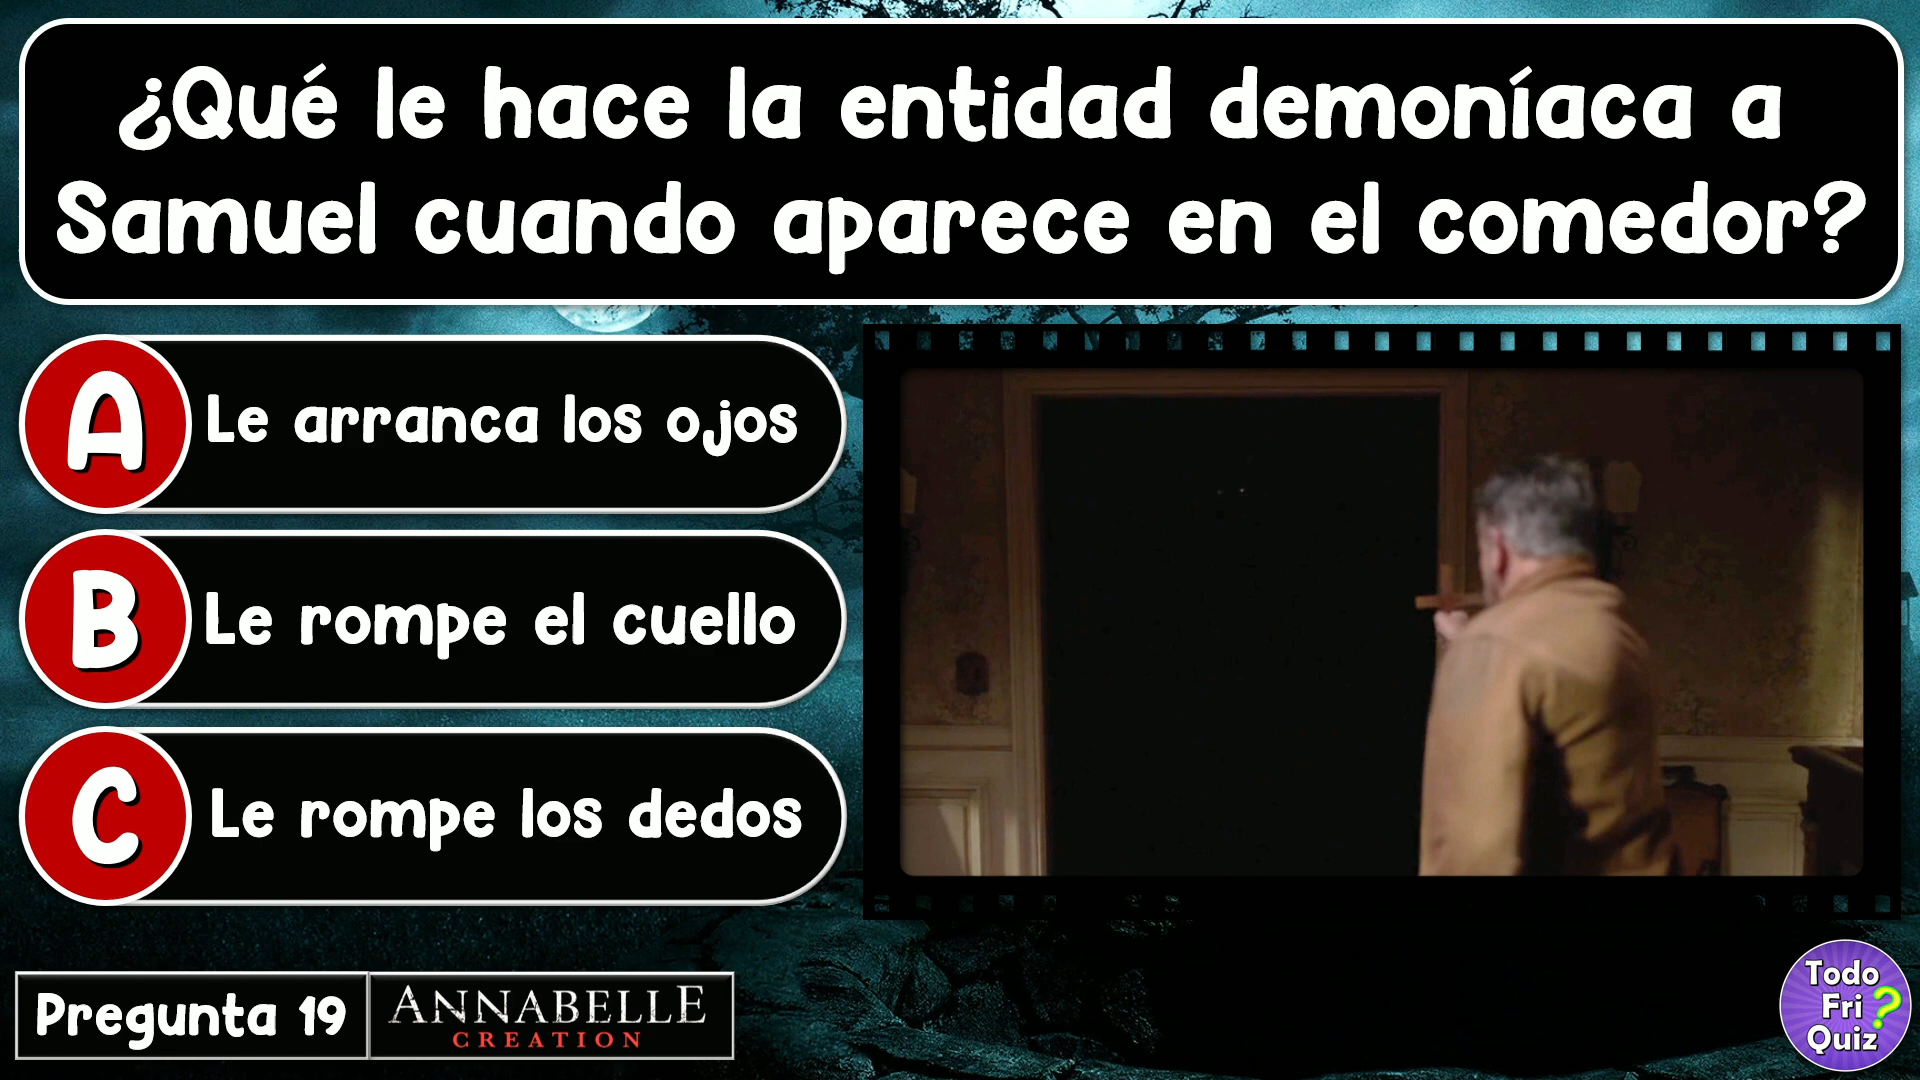 ¿Qué le hace la entidad demoníaca a
Samuel cuando aparece en el comedor?
A
Le arranca los ojos
B
Le rompe el cuello
C
Le rompe los dedos
Pregunta 19
ANNABELLE
CREATION
Todo
Fri
Quiz
?